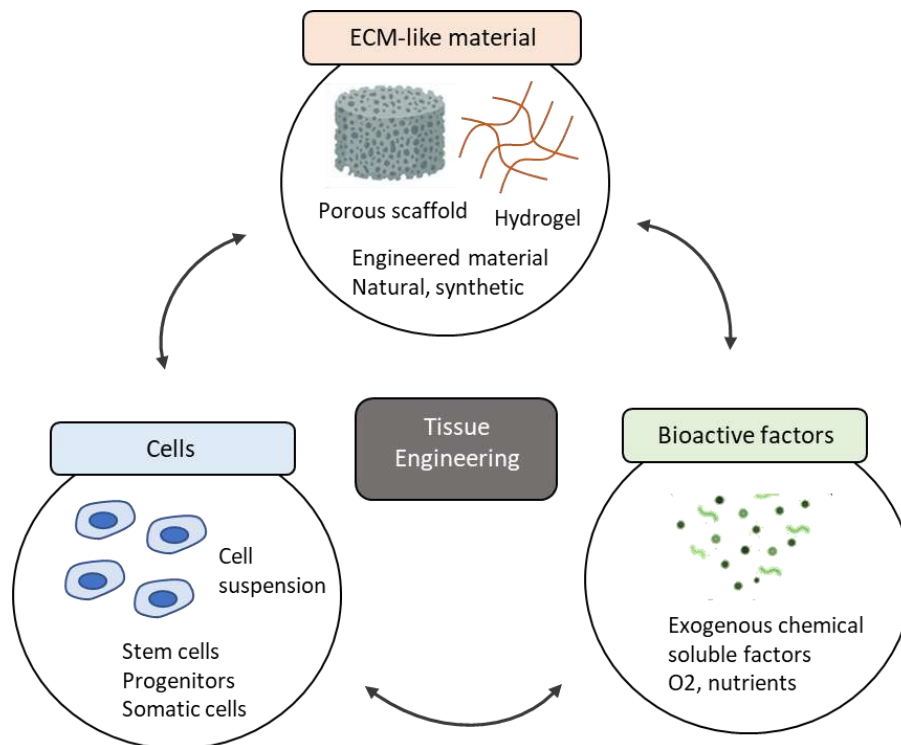 ECM-like material
Porous scaffold
Hydrogel
Engineered material
Natural, synthetic
Tissue
Engineering
Cells
Cell
suspension
Stem cells
Progenitors
Somatic cells
Bioactive factors
Exogenous chemical
soluble factors
O2, nutrients